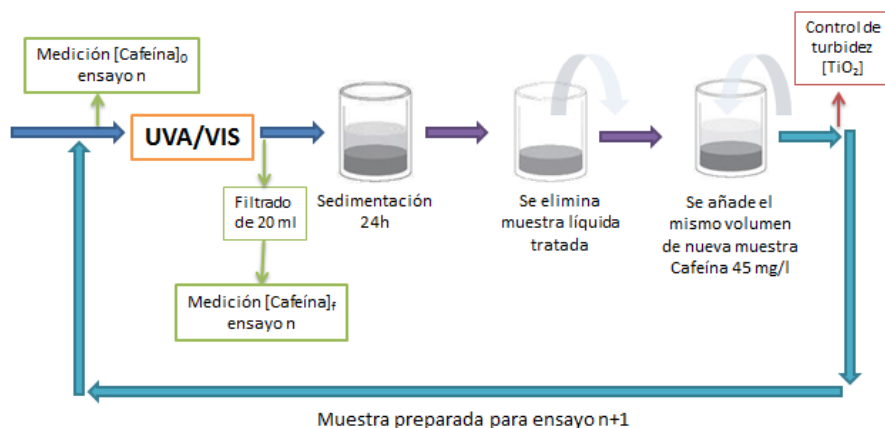 Medición [Cafeína]₀
ensayo n
Control de
turbidez
[TiO₂]
UVA/VIS
Filtrado
de 20 ml
Medición [Cafeína]f
ensayo n
Sedimentación
24h
Se elimina
muestra líquida
tratada
Se añade el
mismo volumen
de nueva muestra
Cafeína 45 mg/l
Muestra preparada para ensayo n+1